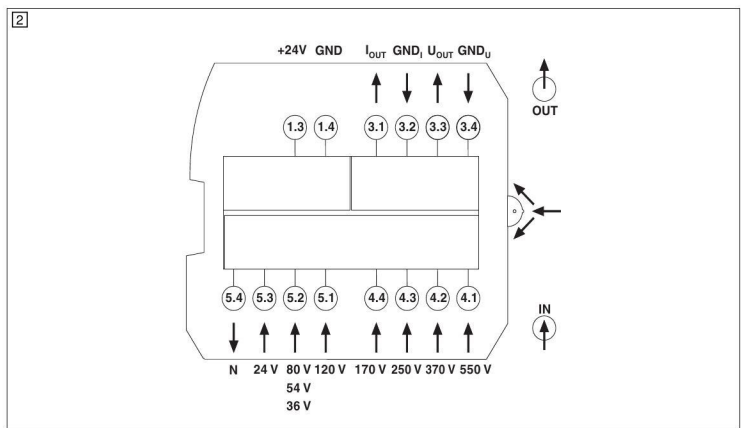 2
+24V GND I_OUT GND_I U_OUT GND_U
OUT
1.3 1.4 3.1 3.2 3.3 3.4
5.4 5.3 5.2 5.1 4.4 4.3 4.2 4.1
IN
N 24 V 80 V 120 V 170 V 250 V 370 V 550 V
54 V
36 V